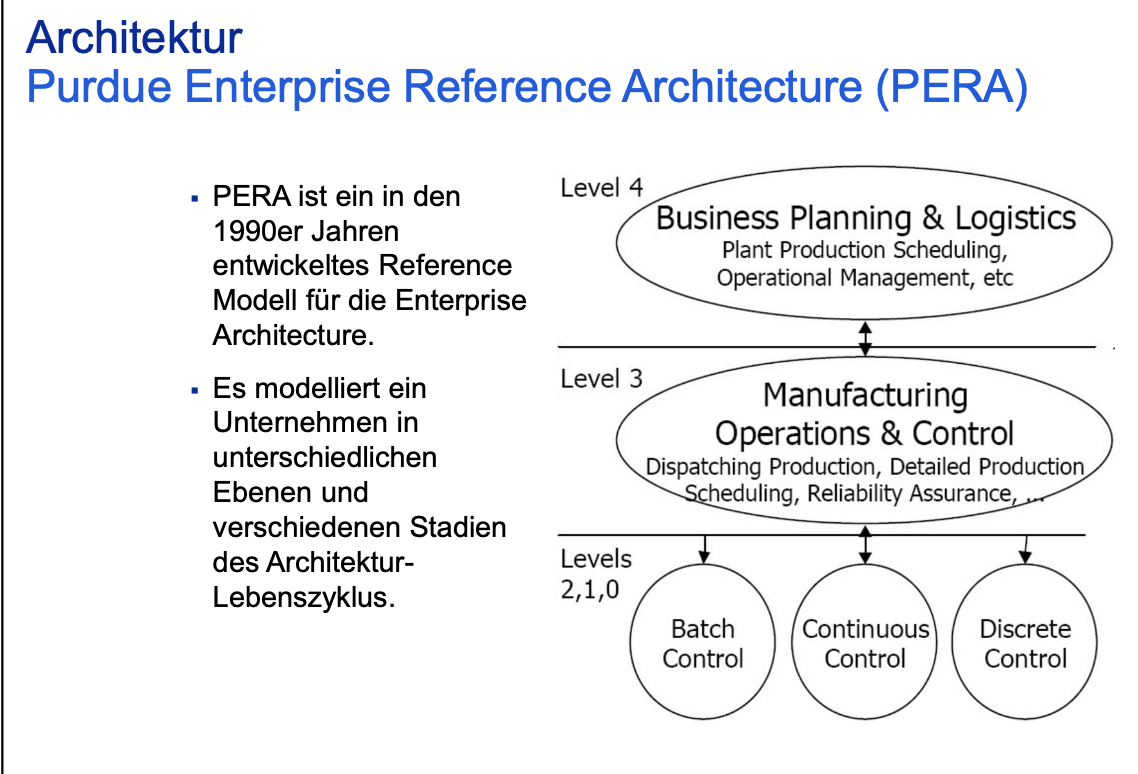 Architektur
Purdue Enterprise Reference Architecture (PERA)
▪ PERA ist ein in den
1990er Jahren
entwickeltes Reference
Modell für die Enterprise
Architecture.
▪ Es modelliert ein
Unternehmen in
unterschiedlichen
Ebenen und
verschiedenen Stadien
des Architektur-
Lebenszyklus.
Level 4
Business Planning & Logistics
Plant Production Scheduling,
Operational Management, etc
Level 3
Manufacturing
Operations & Control
Dispatching Production, Detailed Production
Scheduling, Reliability Assurance, ...
Levels
2,1,0
Batch
Control
Continuous
Control
Discrete
Control